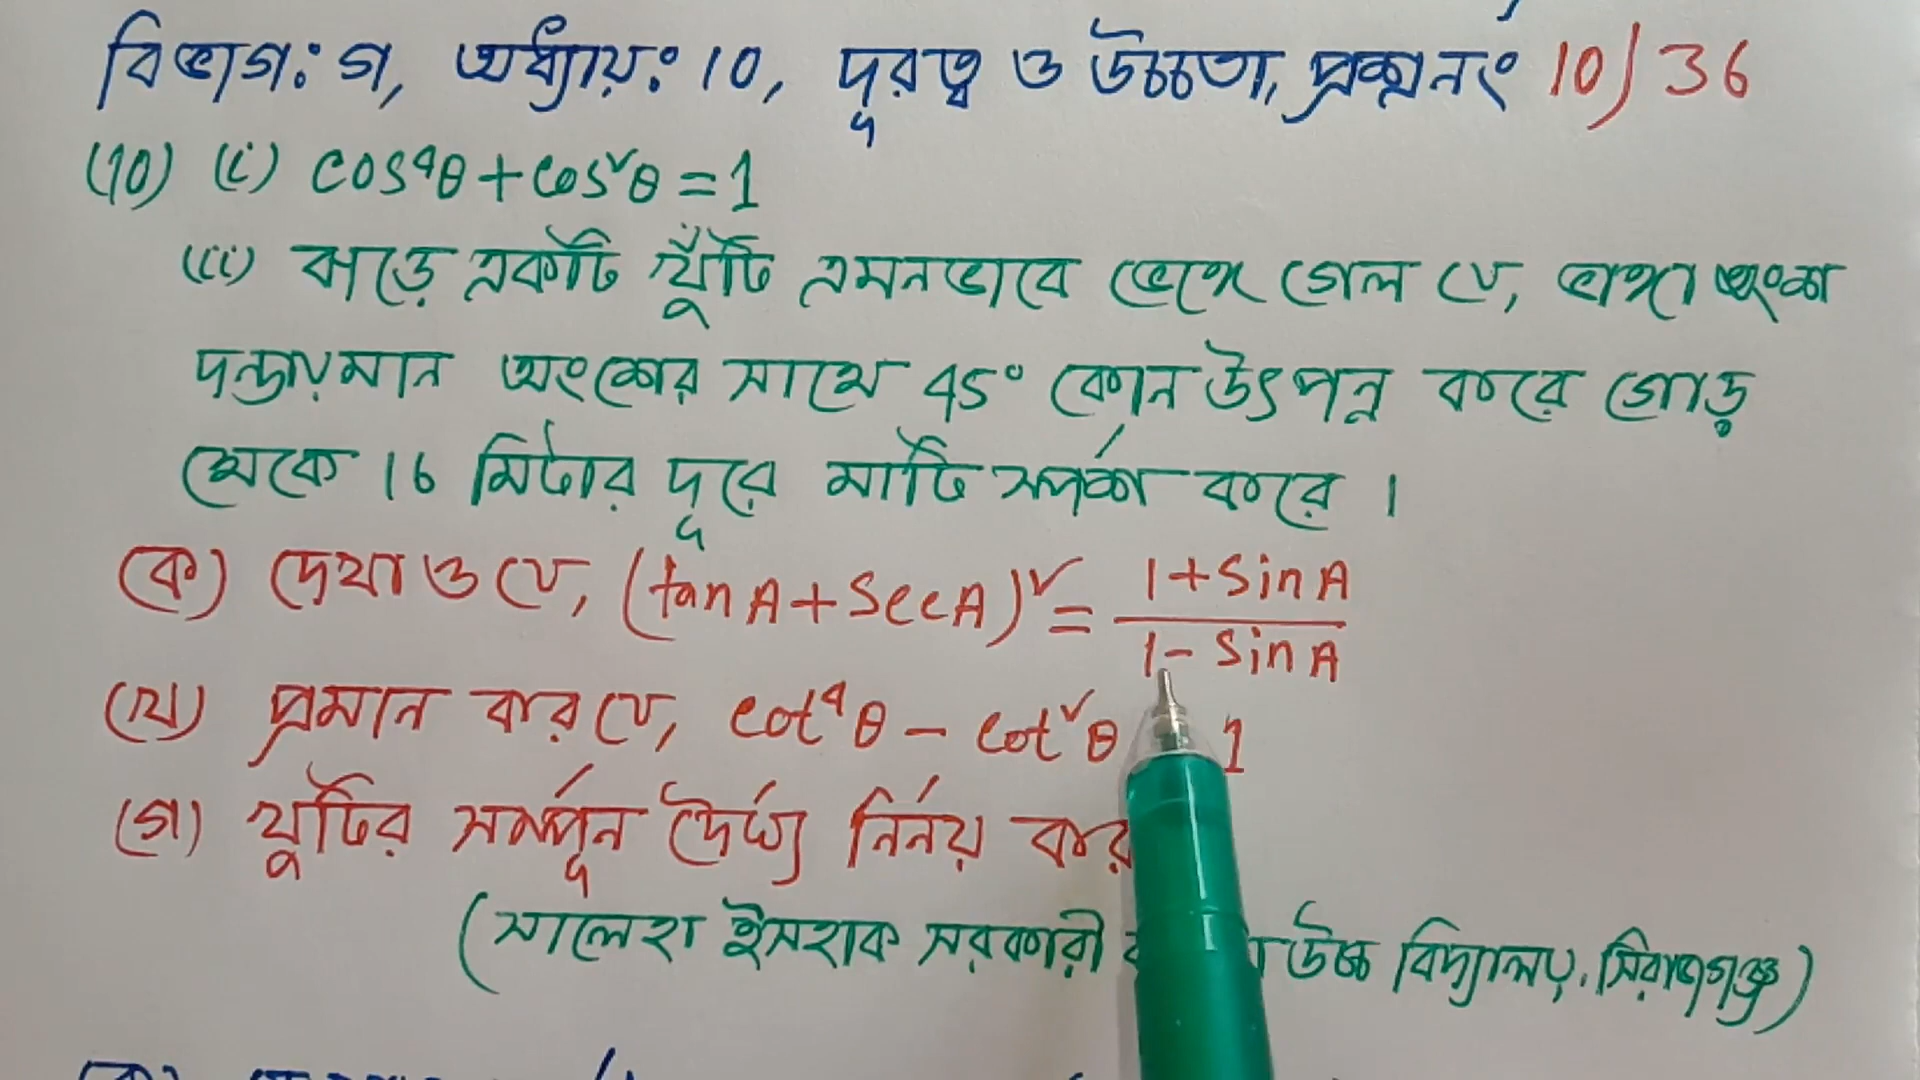 বিভাগঃ গ, অধ্যায়ঃ 10, দূরত্ব ও উচ্চতা, প্রশ্ননং 10/36
(10) (i) cos⁴θ + cos²θ = 1
(ii) ঝড়ে একটি খুঁটি এমনভাবে ভেঙ্গে গেল যে, ভাঙ্গা অংশ
দন্ডায়মান অংশের সাথে 45° কোন উৎপন্ন করে গোড়
থেকে 16 মিটার দূরে মাটি স্পর্শ করে।
(ক) দেখাও যে, (tanA + SecA)² = (1 + SinA)/(1 - SinA)
(খ) প্রমান কর যে, cot⁴θ - cot²θ 1
(গ) খুটির সম্পূর্ন দৈর্ঘ্য নির্নয় কর
(সালেহা ইসহাক সরকারী উচ্চ বিদ্যালয়, সিরাজগঞ্জ)